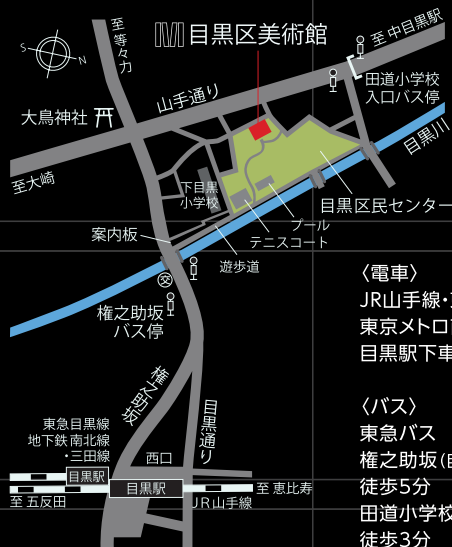 至等々力
目黒区美術館
至 中目黒駅
S
N
田道小学校
入口バス停
山手通り
大鳥神社
目黒川
至大崎
下目黒
小学校
目黒区民センター
プール
テニスコート
案内板
遊歩道
交
〈電車〉
JR山手線・
東京メトロ
目黒駅下車
権之助坂
バス停
権之助坂
目黒通り
〈バス〉
東急バス
権之助坂
徒歩5分
田道小学校
徒歩3分
東急目黒線
地下鉄 南北線
・三田線
西口
目黒駅
目黒駅
至 恵比寿
至 五反田
JR山手線